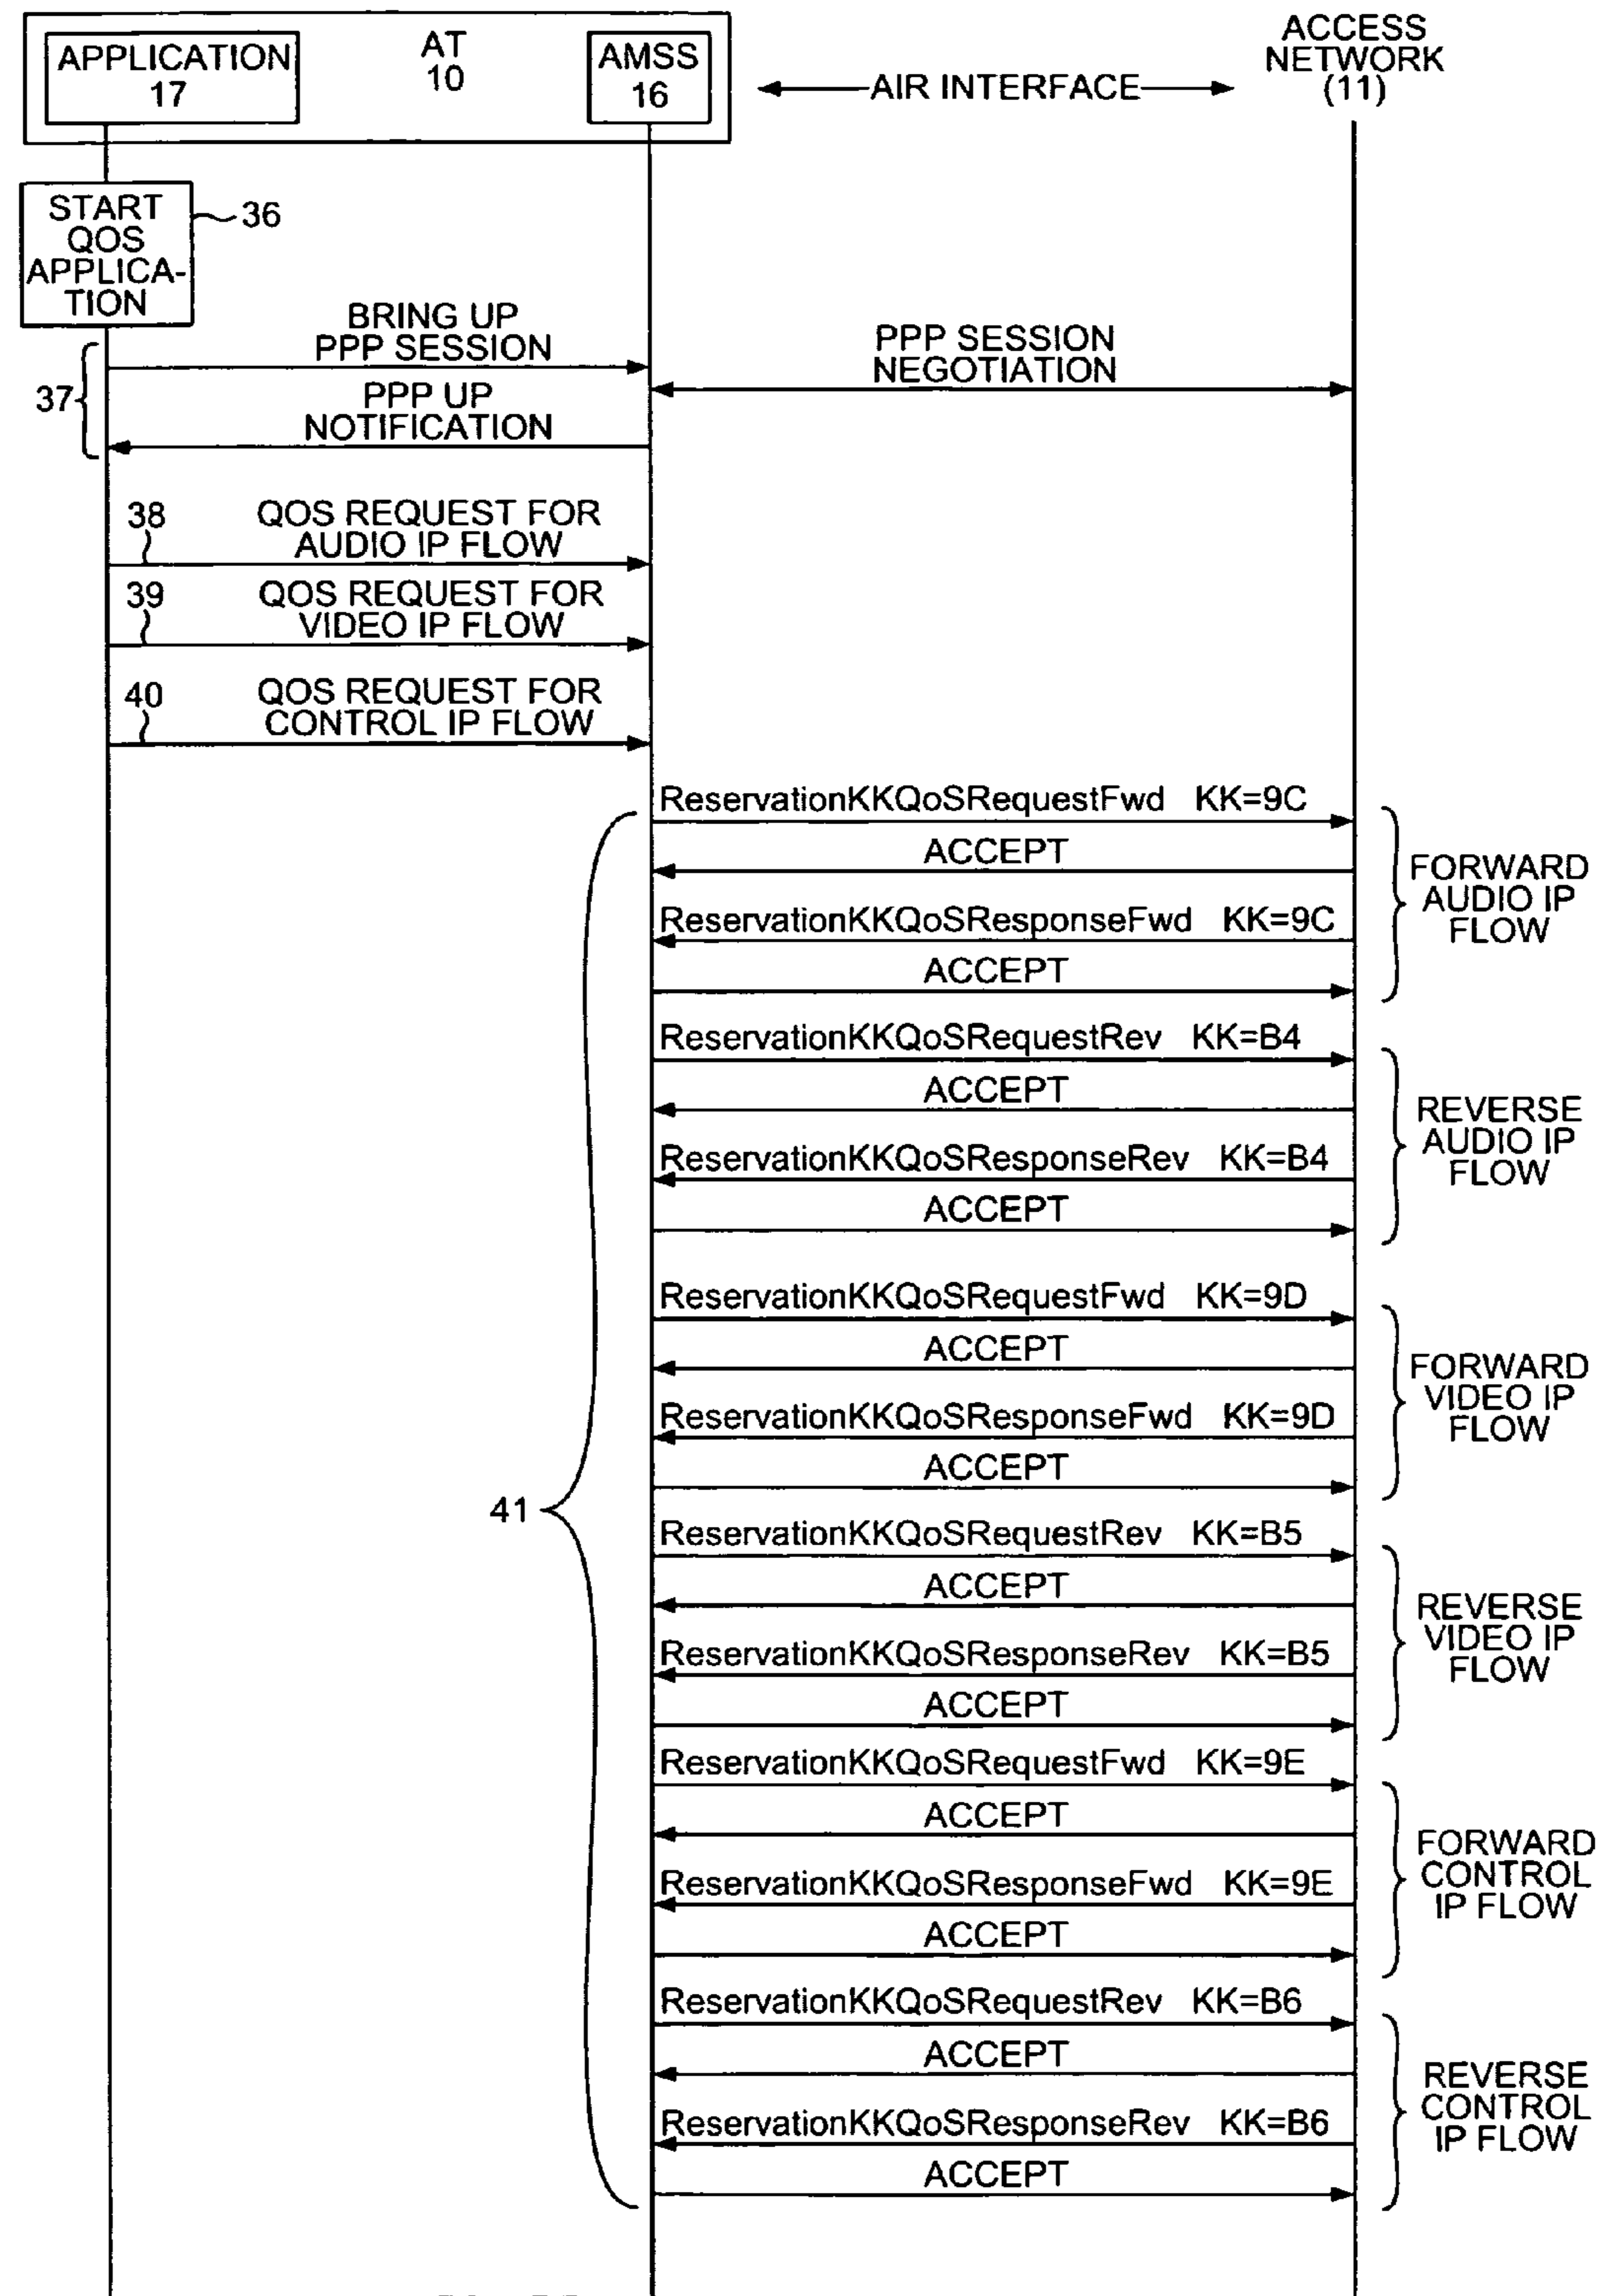 APPLICATION
17
AT
10
AMSS
16
AIR INTERFACE
ACCESS
NETWORK
(11)
START
QOS
APPLICA-
TION
36
BRING UP
PPP SESSION
PPP SESSION
NEGOTIATION
37
PPP UP
NOTIFICATION
38
QOS REQUEST FOR
AUDIO IP FLOW
39
QOS REQUEST FOR
VIDEO IP FLOW
40
QOS REQUEST FOR
CONTROL IP FLOW
41
ReservationKKQoSRequestFwd KK=9C
ACCEPT
ReservationKKQoSResponseFwd KK=9C
ACCEPT
FORWARD
AUDIO IP
FLOW
ReservationKKQoSRequestRev KK=B4
ACCEPT
ReservationKKQoSResponseRev KK=B4
ACCEPT
REVERSE
AUDIO IP
FLOW
ReservationKKQoSRequestFwd KK=9D
ACCEPT
ReservationKKQoSResponseFwd KK=9D
ACCEPT
FORWARD
VIDEO IP
FLOW
ReservationKKQoSRequestRev KK=B5
ACCEPT
ReservationKKQoSResponseRev KK=B5
ACCEPT
REVERSE
VIDEO IP
FLOW
ReservationKKQoSRequestFwd KK=9E
ACCEPT
ReservationKKQoSResponseFwd KK=9E
ACCEPT
FORWARD
CONTROL
IP FLOW
ReservationKKQoSRequestRev KK=B6
ACCEPT
ReservationKKQoSResponseRev KK=B6
ACCEPT
REVERSE
CONTROL
IP FLOW